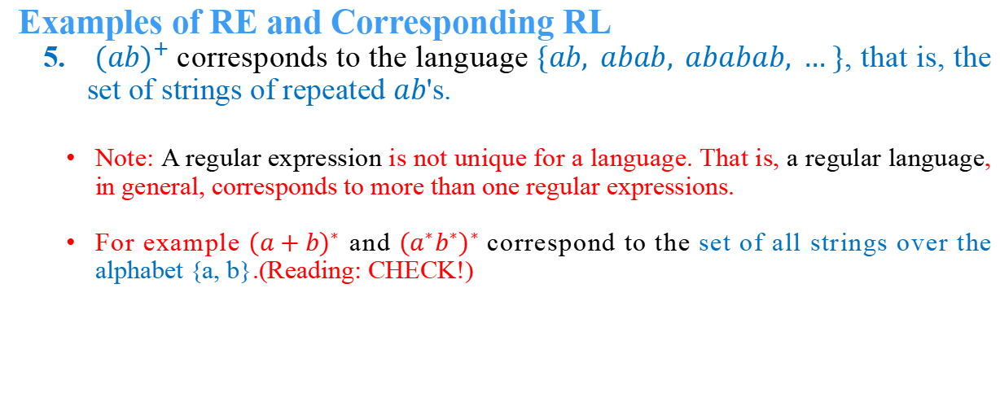 Examples of RE and Corresponding RL
5. (ab)⁺ corresponds to the language {ab, abab, ababab, … }, that is, the
set of strings of repeated ab's.
• Note: A regular expression is not unique for a language. That is, a regular language,
in general, corresponds to more than one regular expressions.
• For example (a + b)* and (a*b*)* correspond to the set of all strings over the
alphabet {a, b}.(Reading: CHECK!)